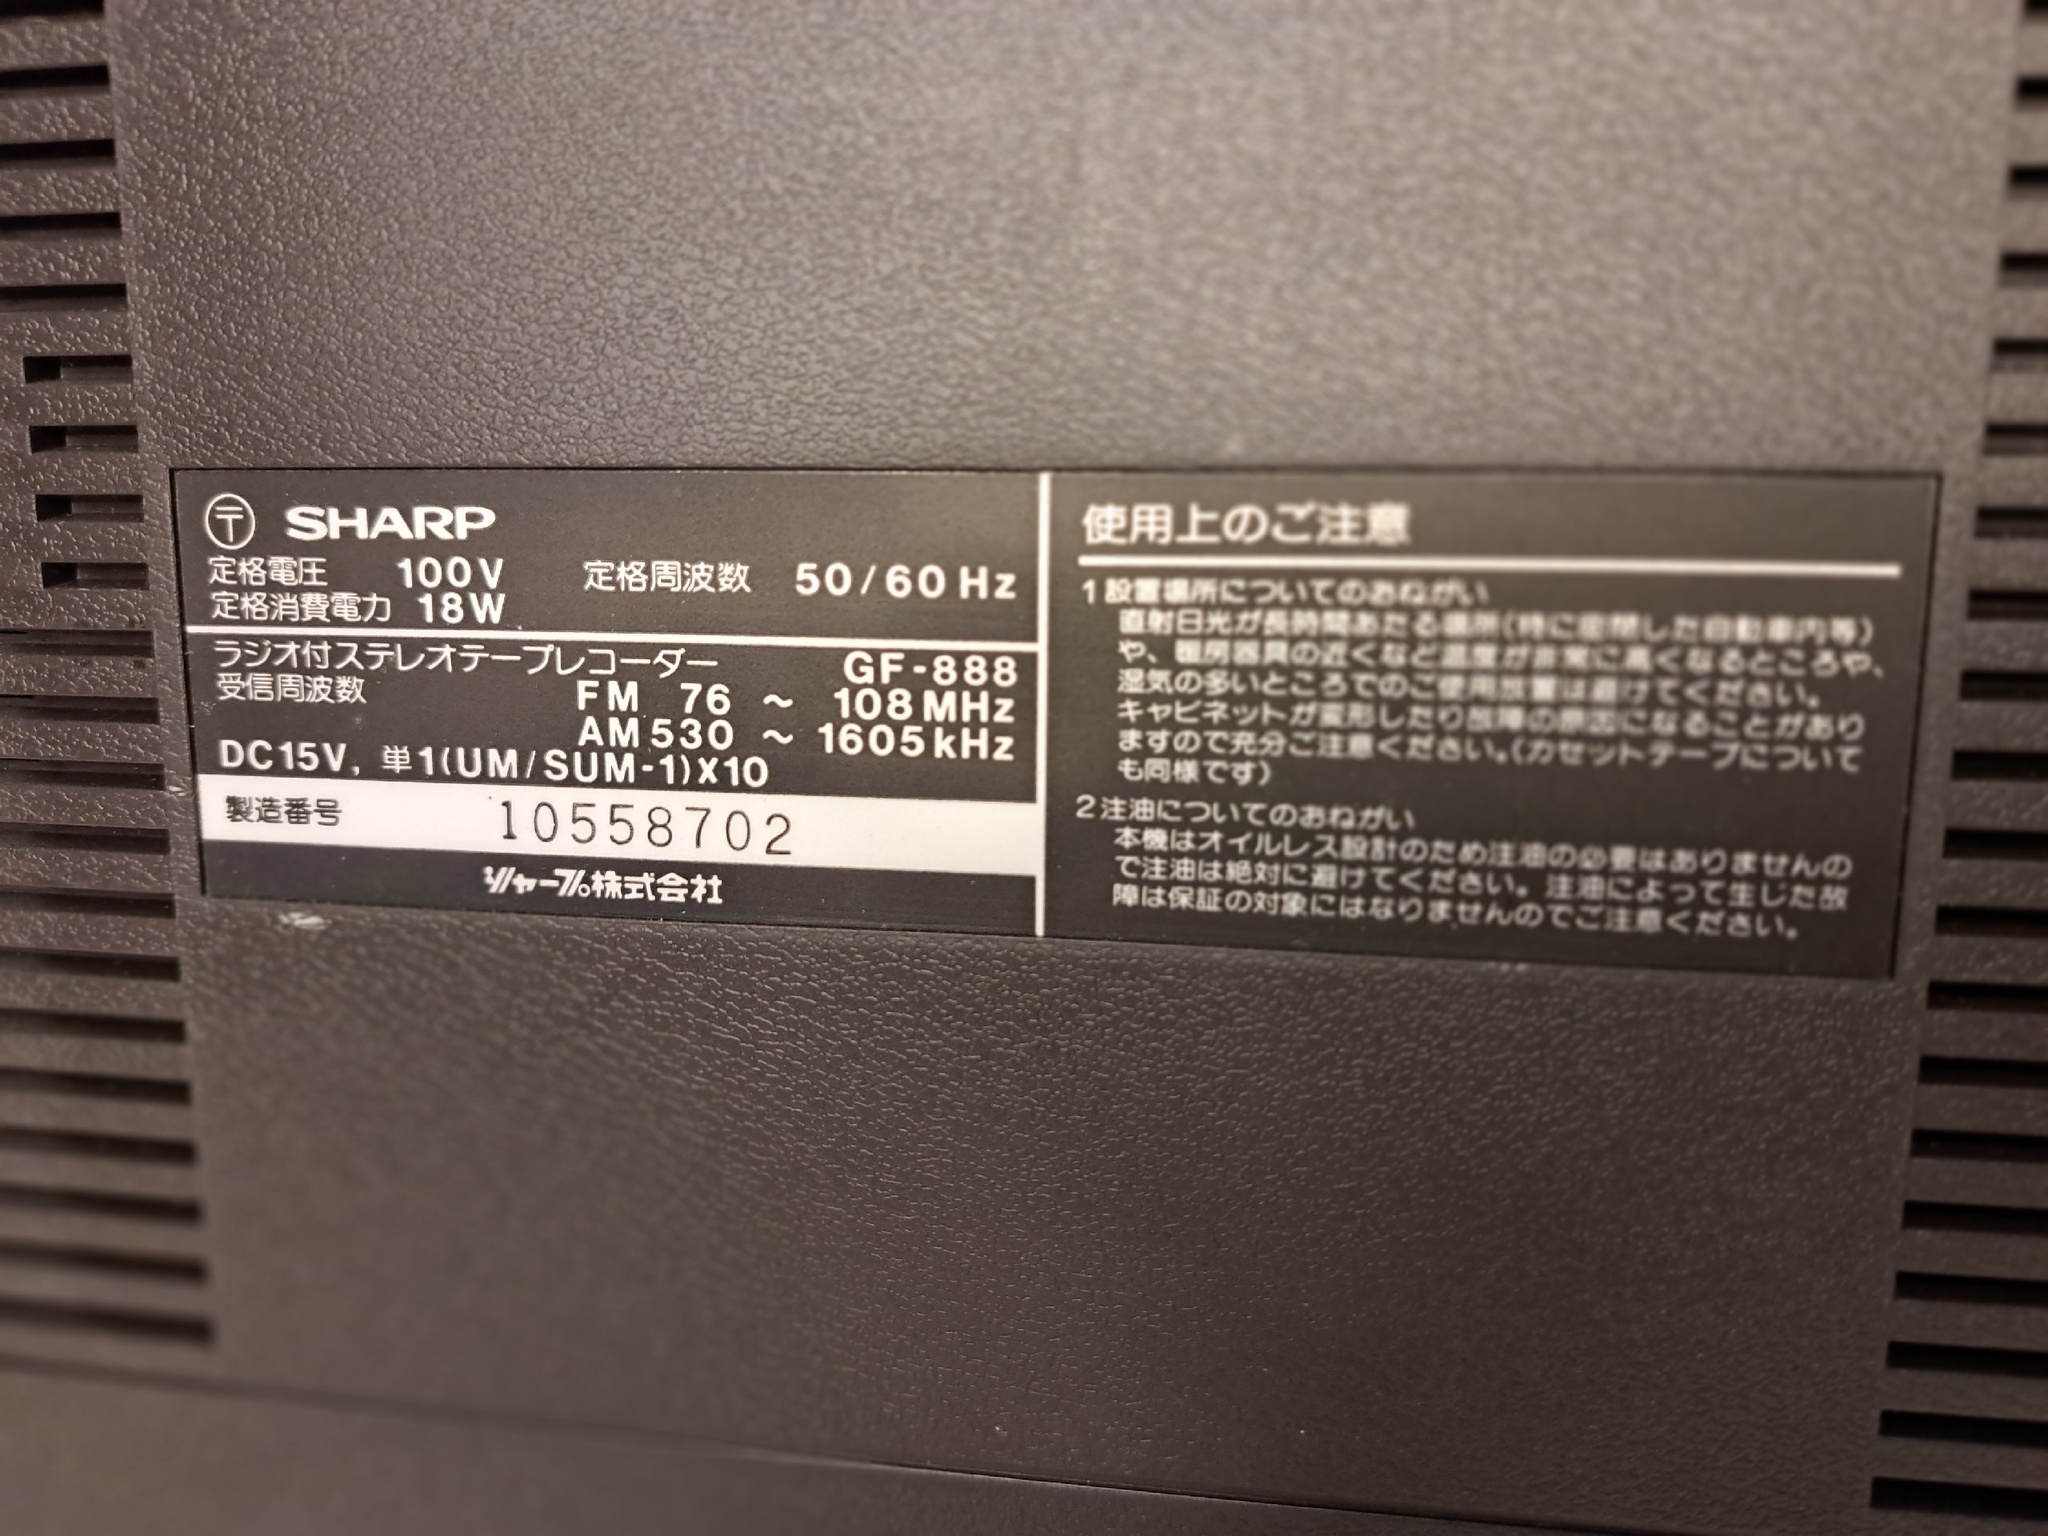 〒 SHARP
定格電圧 100V 定格周波数 50/60 Hz
定格消費電力 18W
ラジオ付ステレオテープレコーダー GF-888
受信周波数 FM 76 ~ 108 MHz
AM 530 ~ 1605 kHz
DC15V, 単1(UM/SUM-1)X10
製造番号 10558702
シャープ株式会社
使用上のご注意
1 設置場所についてのおねがい
直射日光が長時間あたる場所(特に密閉した自動車内等)
や、暖房器具の近くなど温度が非常に高くなるところや、
湿気の多いところでのご使用放置は避けてください。
キャビネットが変形したり故障の原因になることがあり
ますので充分ご注意ください。(カセットテープについて
も同様です)
2 注油についてのおねがい
本機はオイルレス設計のため注油の必要はありませんの
で注油は絶対に避けてください。注油によって生じた故
障は保証の対象にはなりませんのでご注意ください。